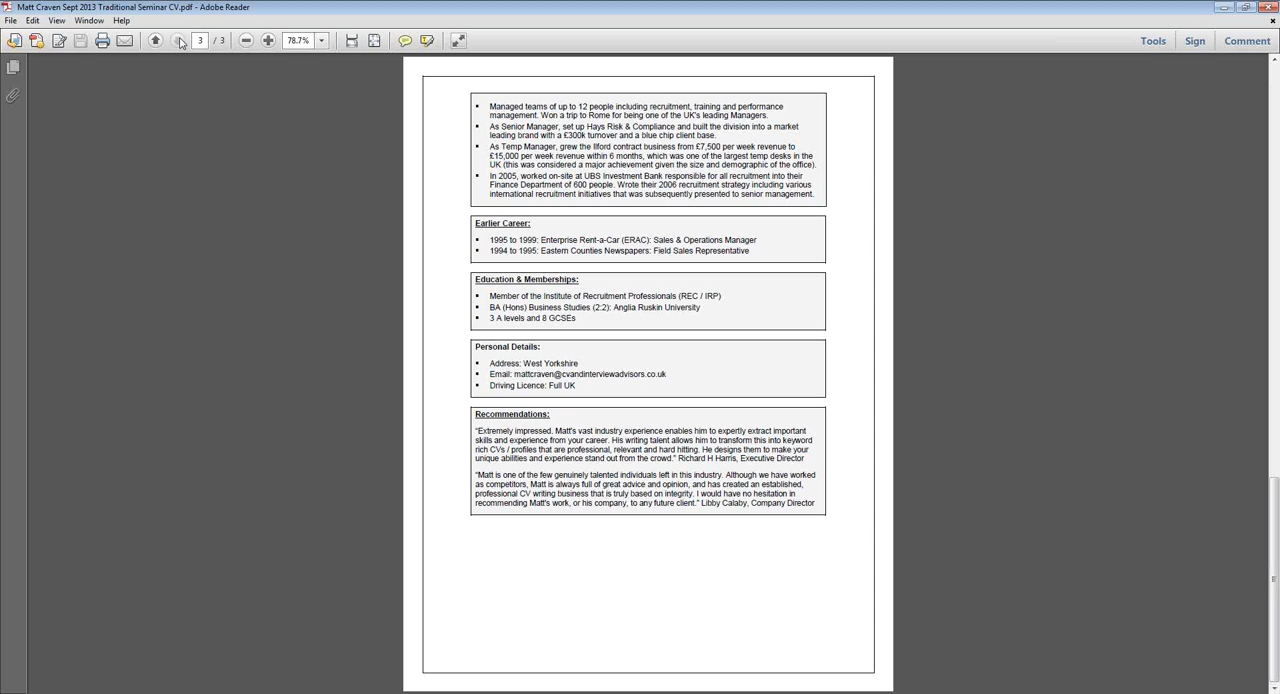 Matt Craven Sept 2013 Traditional Seminar CV.pdf - Adobe Reader
File Edit View Window Help
3 / 3 78.7% Tools Sign Comment
Managed teams of up to 12 people including recruitment, training and performance
management. Won a trip to Rome for being one of the UK's leading Managers.
As Senior Manager, set up Hays Risk & Compliance and built the division into a market
leading brand with a £300k turnover and a blue chip client base.
As Temp Manager, grew the Ilford contract business from £7,500 per week revenue to
£15,000 per week revenue within 6 months, which was one of the largest temp desks in the
UK (this was considered a major achievement given the size and demographic of the office).
In 2005, worked on-site at UBS Investment Bank responsible for all recruitment into their
Finance Department of 600 people. Wrote their 2006 recruitment strategy including various
international recruitment initiatives that was subsequently presented to senior management.
Earlier Career:
1995 to 1999: Enterprise Rent-a-Car (ERAC): Sales & Operations Manager
1994 to 1995: Eastern Counties Newspapers: Field Sales Representative
Education & Memberships:
Member of the Institute of Recruitment Professionals (REC / IRP)
BA (Hons) Business Studies (2:2): Anglia Ruskin University
3 A levels and 8 GCSEs
Personal Details:
Address: West Yorkshire
Email: mattcraven@cvandinterviewadvisors.co.uk
Driving Licence: Full UK
Recommendations:
“Extremely impressed. Matt's vast industry experience enables him to expertly extract important
skills and experience from your career. His writing talent allows him to transform this into keyword
rich CVs / profiles that are professional, relevant and hard hitting. He designs them to make your
unique abilities and experience stand out from the crowd.” Richard H Harris, Executive Director
“Matt is one of the few genuinely talented individuals left in this industry. Although we have worked
as competitors, Matt is always full of great advice and opinion, and has created an established,
professional CV writing business that is truly based on integrity. I would have no hesitation in
recommending Matt's work, or his company, to any future client.” Libby Calaby, Company Director